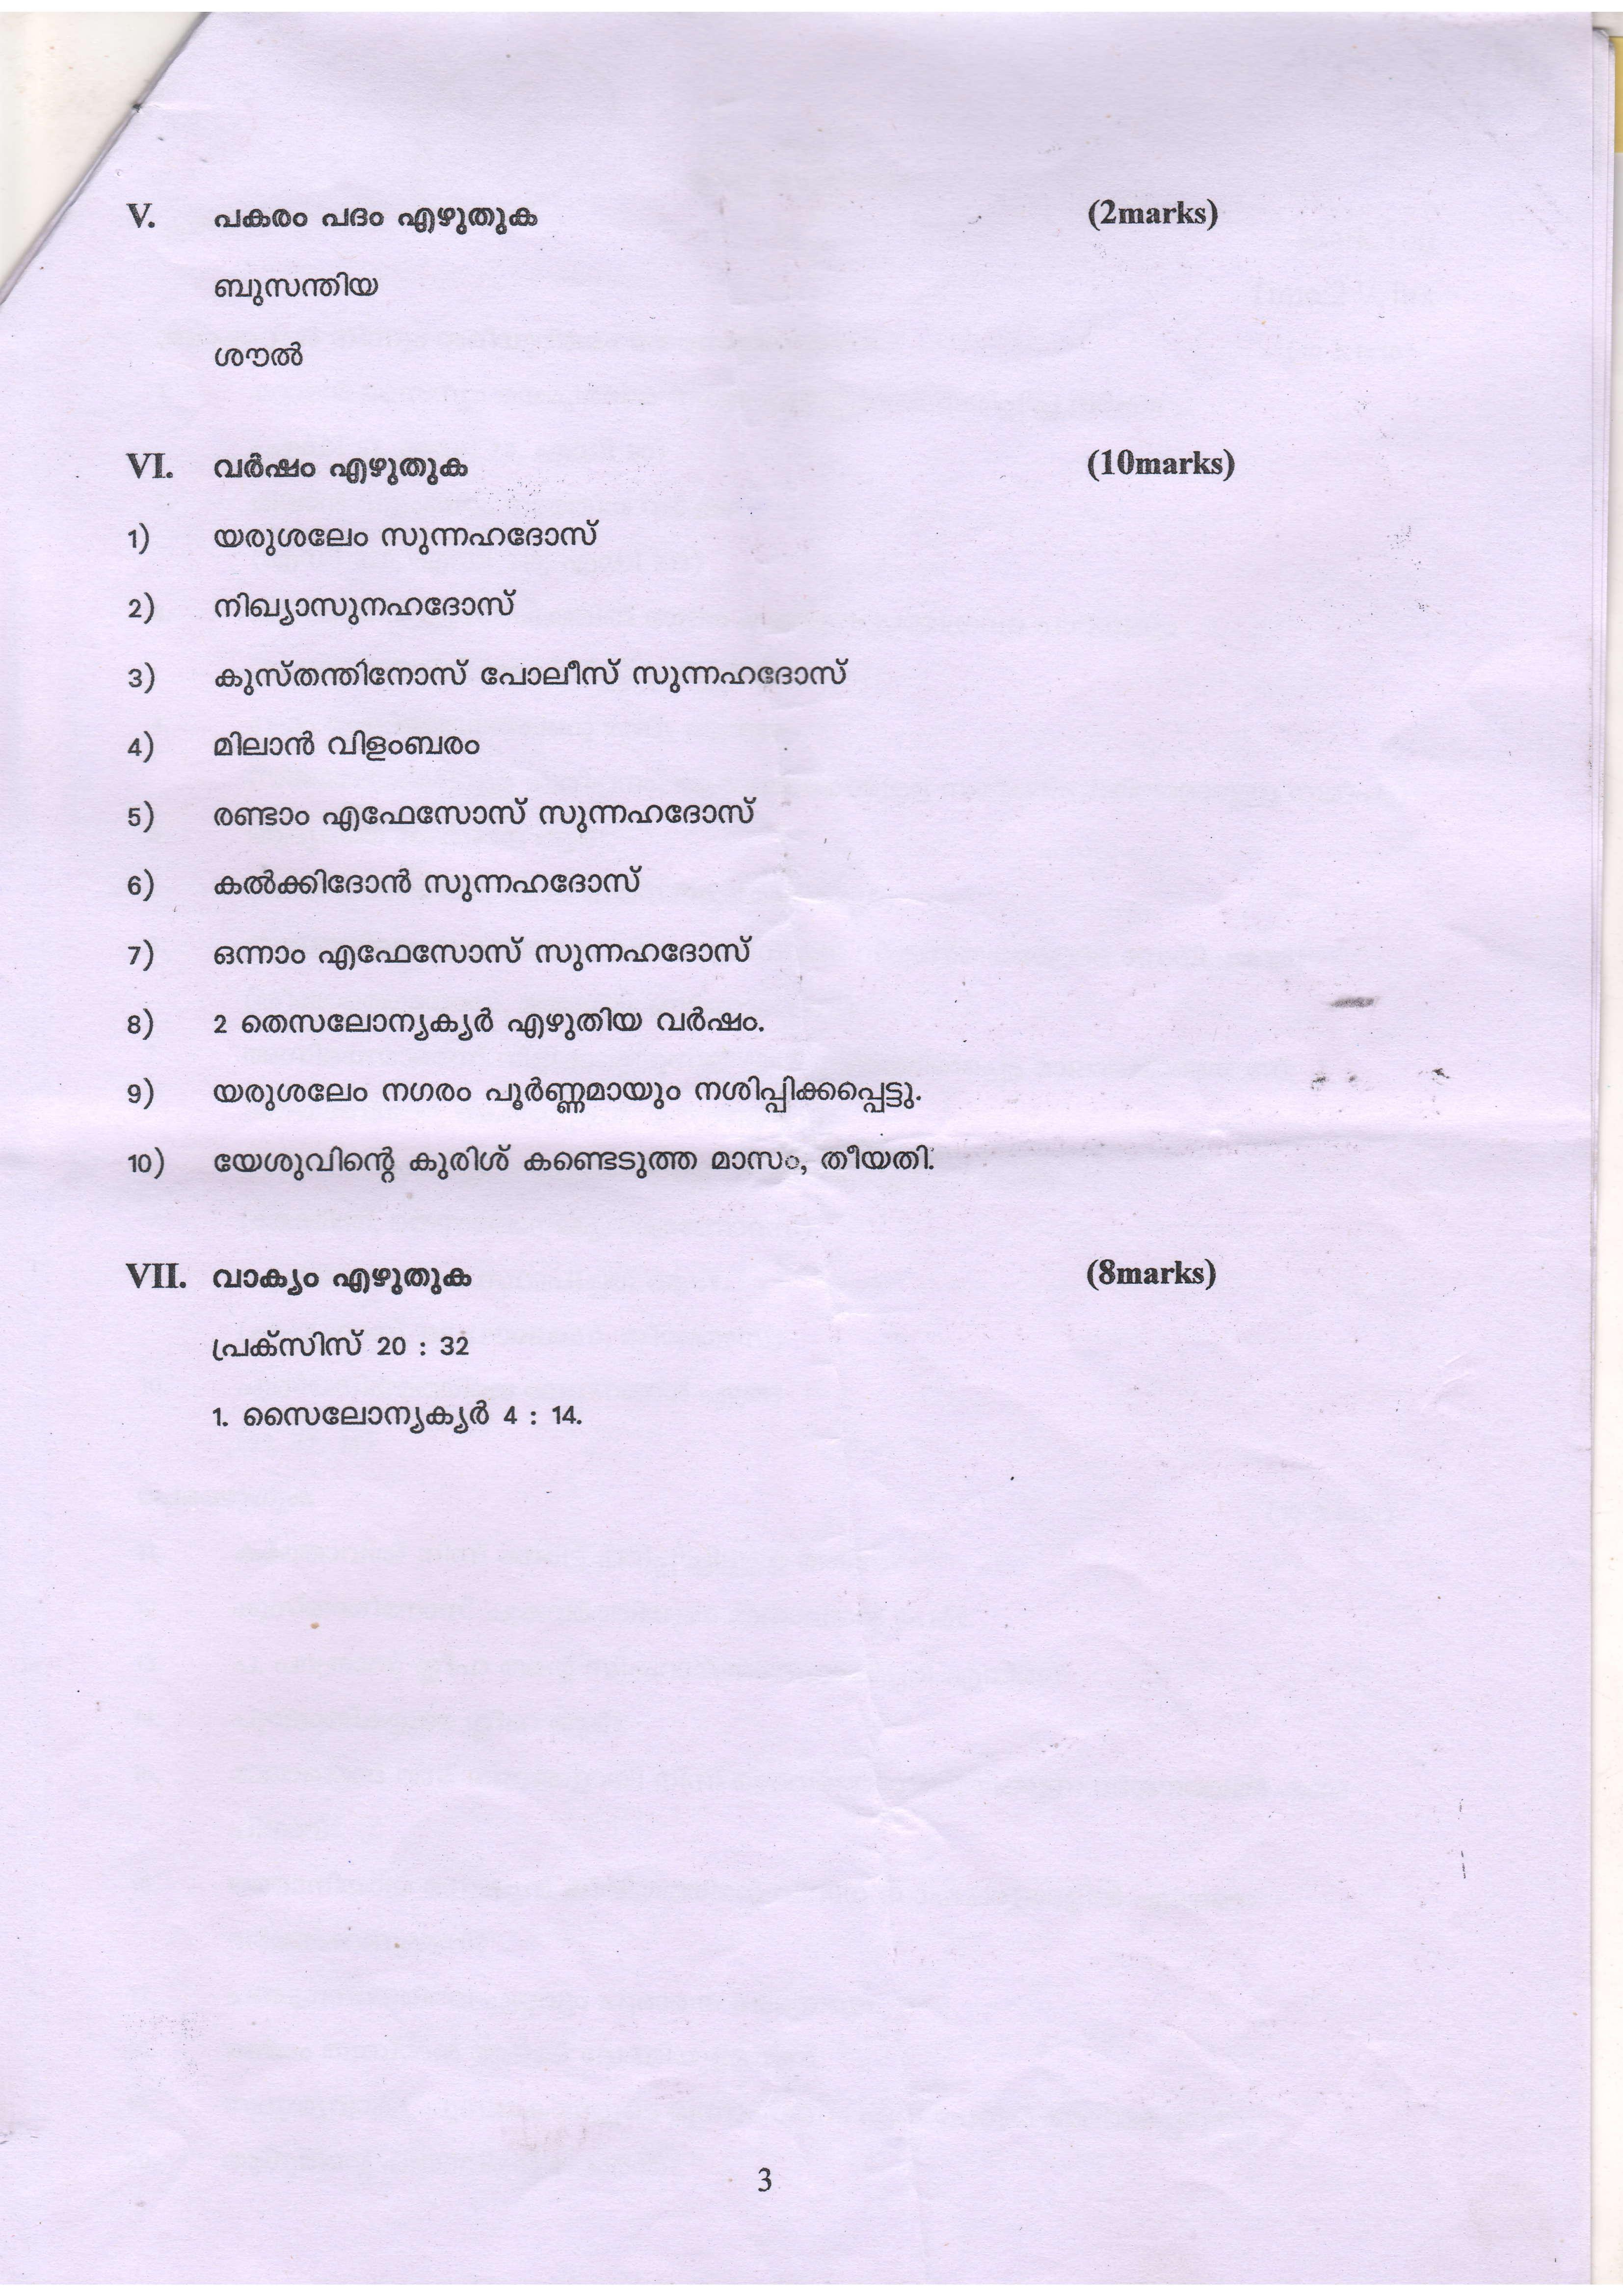 V. പകരം പദം എഴുതുക (2marks)
ബുസന്തിയ
ശൗൽ
VI. വർഷം എഴുതുക (10marks)
1) യരുശലേം സുന്നഹദോസ്
2) നിഖ്യാസുനഹദോസ്
3) കുസ്തന്തിനോസ് പോലീസ് സുന്നഹദോസ്
4) മിലാൻ വിളംബരം
5) രണ്ടാം എഫേസോസ് സുന്നഹദോസ്
6) കൽക്കിദോൻ സുന്നഹദോസ്
7) ഒന്നാം എഫേസോസ് സുന്നഹദോസ്
8) 2 തെസലോന്യക്യർ എഴുതിയ വർഷം.
9) യരുശലേം നഗരം പൂർണ്ണമായും നശിപ്പിക്കപ്പെട്ടു.
10) യേശുവിന്റെ കുരിശ് കണ്ടെടുത്ത മാസം, തീയതി.
VII. വാക്യം എഴുതുക (8marks)
പ്രക്സിസ് 20 : 32
1. സൈലോന്യക്യർ 4 : 14.
3